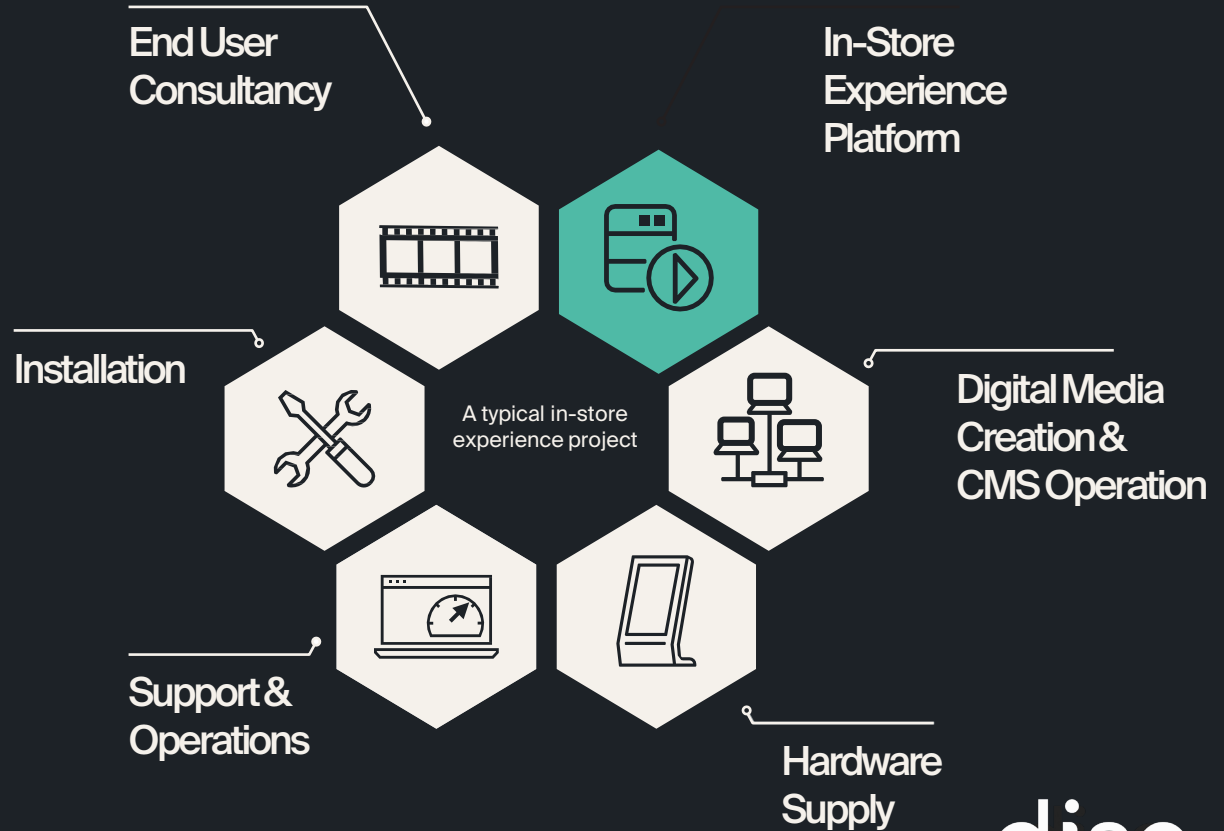 End User
Consultancy
In-Store
Experience
Platform
Installation
A typical in-store
experience project
Digital Media
Creation &
CMS Operation
Support &
Operations
Hardware
Supply